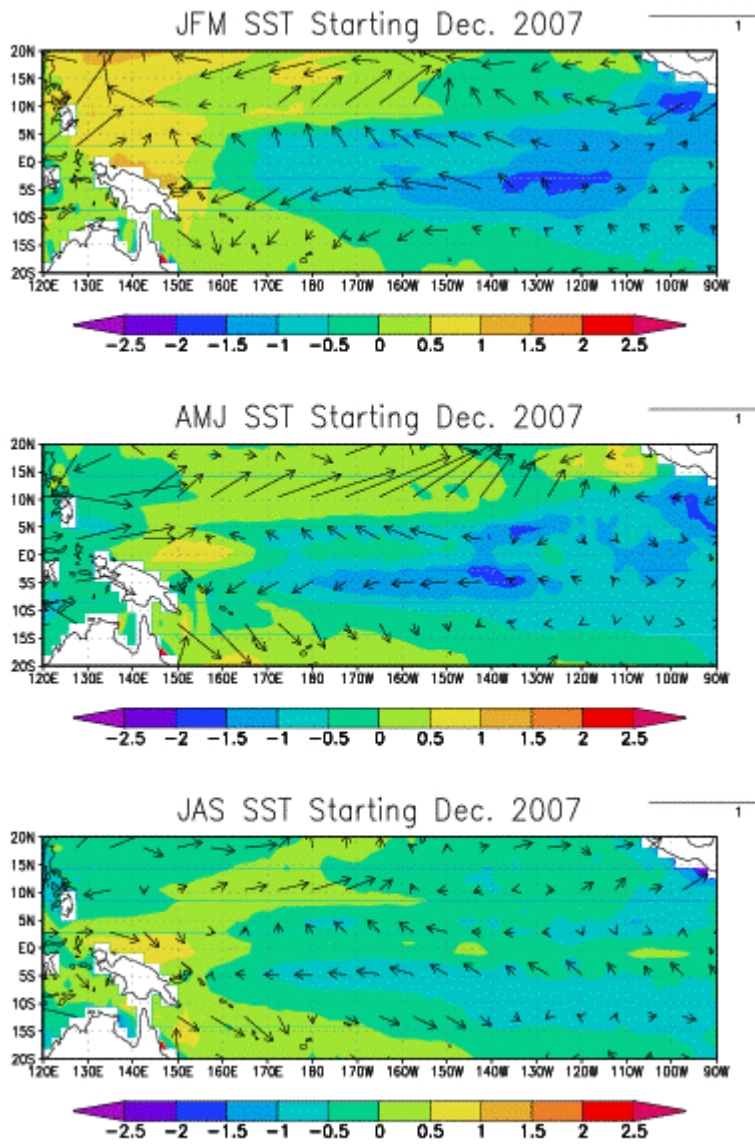 JFM SST Starting Dec. 2007
1
20N
15N
10N
5N
EQ
5S
10S
15S
20S
120E 130E 140E 150E 160E 170E 180 170W 160W 150W 140W 130W 120W 110W 100W 90W
-2.5 -2 -1.5 -1 -0.5 0 0.5 1 1.5 2 2.5
AMJ SST Starting Dec. 2007
1
20N
15N
10N
5N
EQ
5S
10S
15S
20S
120E 130E 140E 150E 160E 170E 180 170W 160W 150W 140W 130W 120W 110W 100W 90W
-2.5 -2 -1.5 -1 -0.5 0 0.5 1 1.5 2 2.5
JAS SST Starting Dec. 2007
1
20N
15N
10N
5N
EQ
5S
10S
15S
20S
120E 130E 140E 150E 160E 170E 180 170W 160W 150W 140W 130W 120W 110W 100W 90W
-2.5 -2 -1.5 -1 -0.5 0 0.5 1 1.5 2 2.5